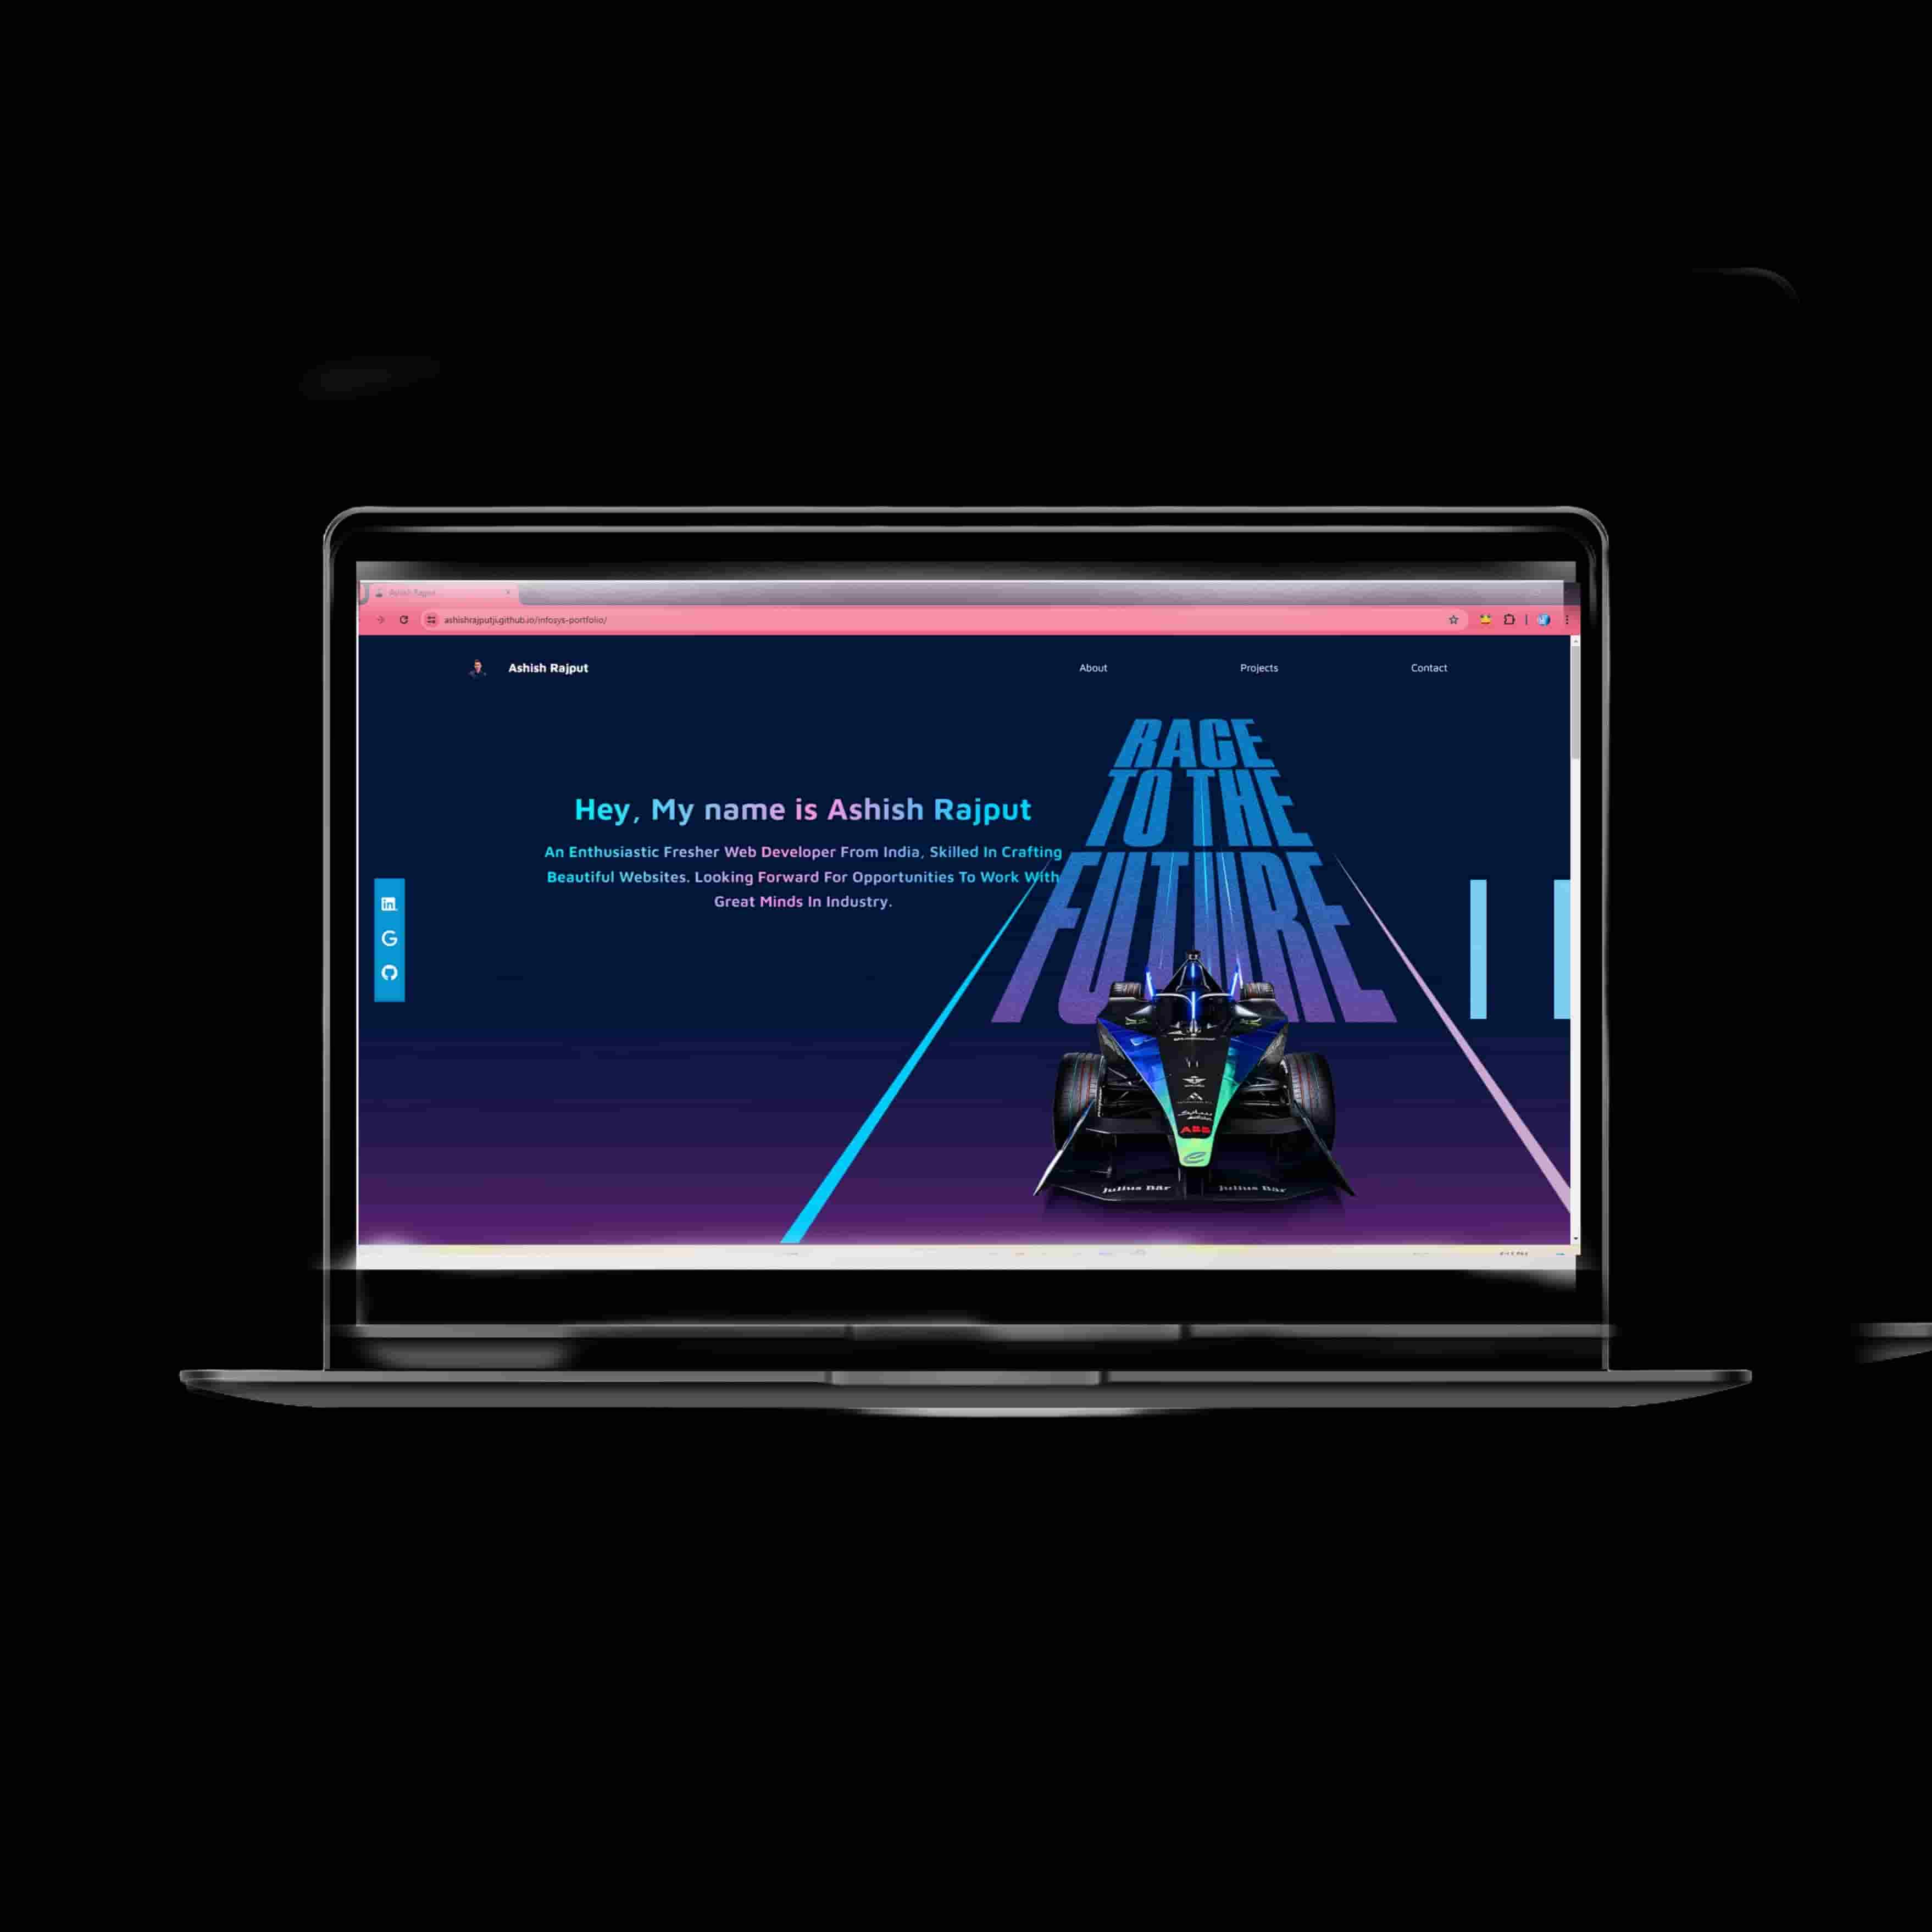 Ashish Rajput
ashishrajputji.github.io/infosys-portfolio/
Ashish Rajput
About
Projects
Contact
RACE
TO THE
FUTURE
Hey, My name is Ashish Rajput
An Enthusiastic Fresher Web Developer From India, Skilled In Crafting
Beautiful Websites. Looking Forward For Opportunities To Work With
Great Minds In Industry.
in
G
ABB
Julius Bär
Julius Bär